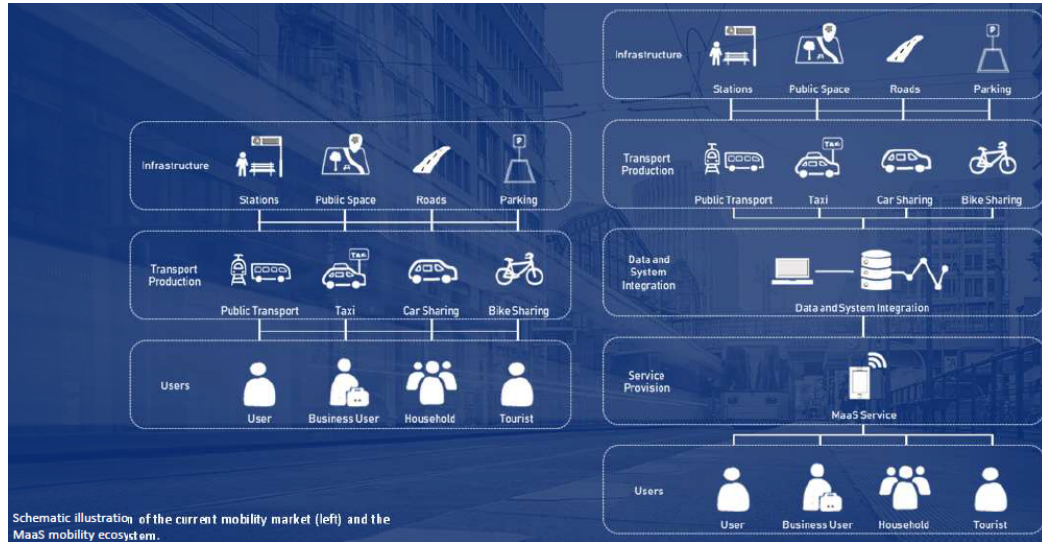 Infrastructure
Stations Public Space Roads Parking
Transport
Production
Public Transport Taxi Car Sharing Bike Sharing
Users
User Business User Household Tourist
Infrastructure
Stations Public Space Roads Parking
Transport
Production
Public Transport Taxi Car Sharing Bike Sharing
Data and
System
Integration
Data and System Integration
Service
Provision
MaaS Service
Users
User Business User Household Tourist
Schematic illustration of the current mobility market (left) and the
MaaS mobility ecosystem.